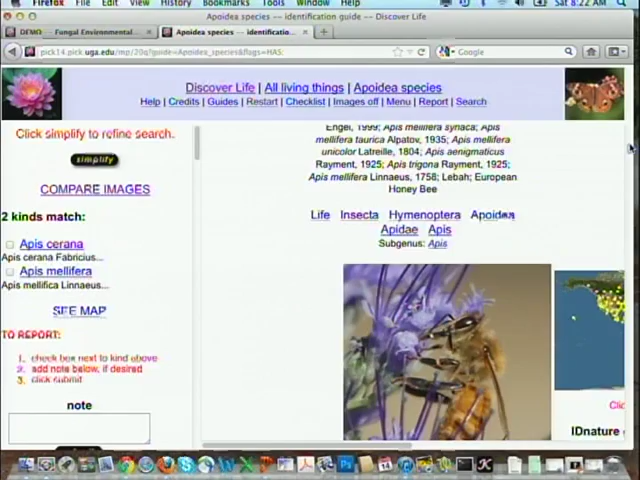 Firefox File Edit View History Bookmarks Tools Window Help Sat 8:22 AM
Apoidea species -- identification guide -- Discover Life
DEMO -- Fungal Environmental... Apoidea species -- identificatio...
pick14.pick.uga.edu/mp/20q?guide=Apoidea_species&flags=HAS:
Google
Discover Life | All living things | Apoidea species
Help | Credits | Guides | Restart | Checklist | Images off | Menu | Report | Search
Click simplify to refine search.
simplify
COMPARE IMAGES
2 kinds match:
Apis cerana
Apis cerana Fabricius...
Apis mellifera
Apis mellifica Linnaeus...
SEE MAP
TO REPORT:
1. check box next to kind above
2. add note below, if desired
3. click submit
note
Engel, 1999; Apis mellifera synaca; Apis
mellifera taurica Alpatov, 1935; Apis mellifera
unicolor Latreille, 1804; Apis aenigmaticus
Rayment, 1925; Apis trigona Rayment, 1925;
Apis mellifera Linnaeus, 1758; Lebah; European
Honey Bee
Life Insecta Hymenoptera Apoidea
Apidae Apis
Subgenus: Apis
IDnature